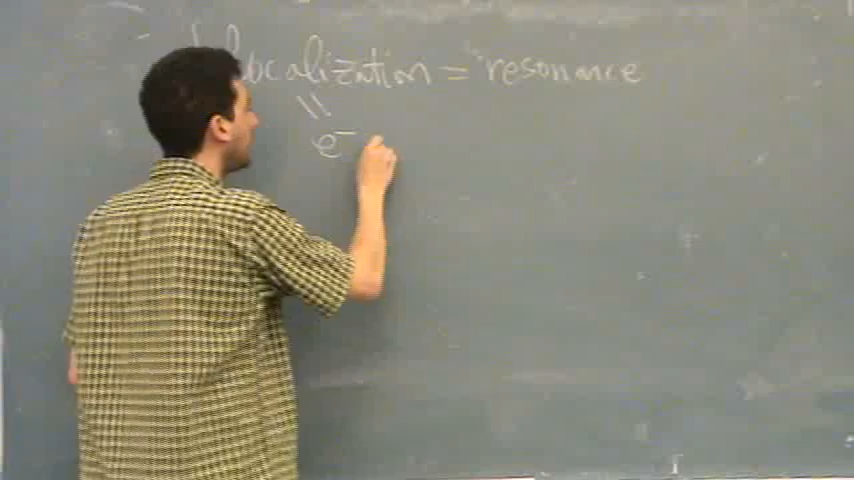 delocalization = resonance
\\
e⁻